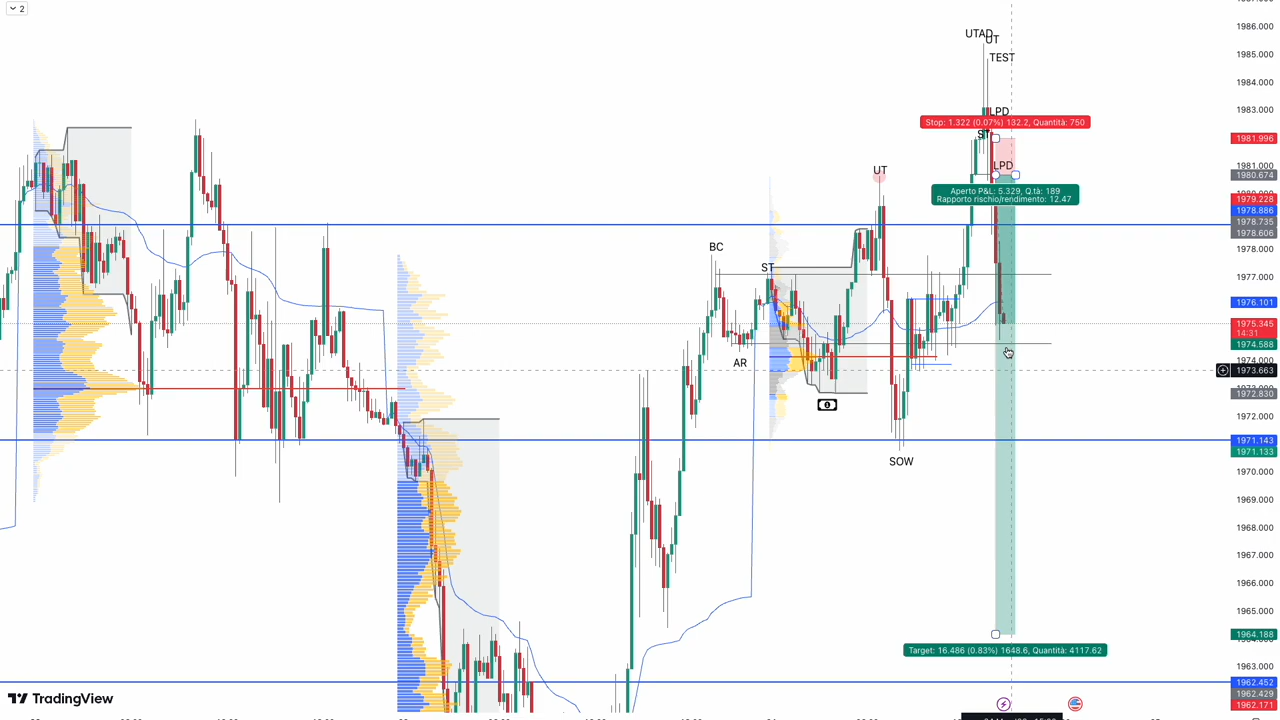 2
1986.000
1985.000
1984.000
1983.000
1981.996
1981.000
1980.674
1979.228
1978.886
1978.735
1978.606
1978.000
1977.000
1976.101
1975.345
14:31
1974.588
1973.663
1972.830
1972.000
1971.143
1971.133
1970.000
1969.000
1968.000
1967.000
1966.000
1965.000
1964.188
1963.000
1962.452
1962.429
1962.171
UTAD
UT
TEST
LPD
Stop: 1.322 (0.07%) 132.2, Quantità: 750
ST
LPD
Aperto P&L: 5.329, Q.tà: 189
Rapporto rischio/rendimento: 12.47
UT
BC
ST
AR
SOW
Target: 16.486 (0.83%) 1648.6, Quantità: 4117.62
TradingView